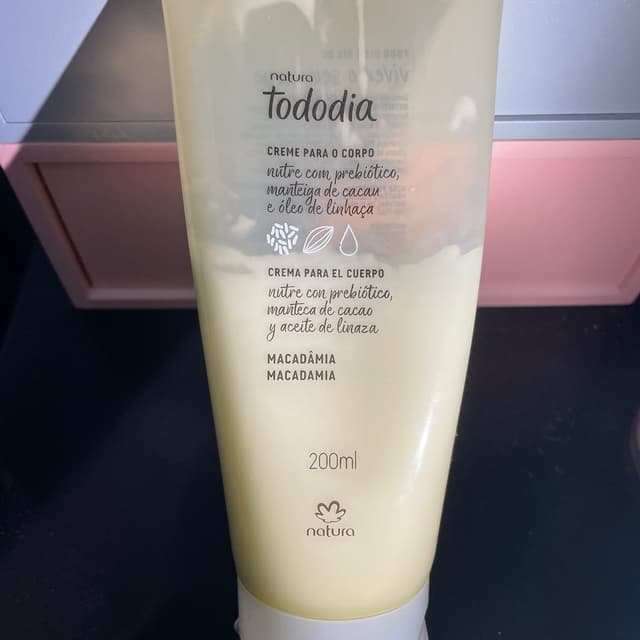 natura
tododia
CREME PARA O CORPO
nutre com prebiótico,
manteiga de cacau
e óleo de linhaça
CREMA PARA EL CUERPO
nutre con prebiótico,
manteca de cacao
y aceite de linaza
MACADÂMIA
MACADAMIA
200ml
natura